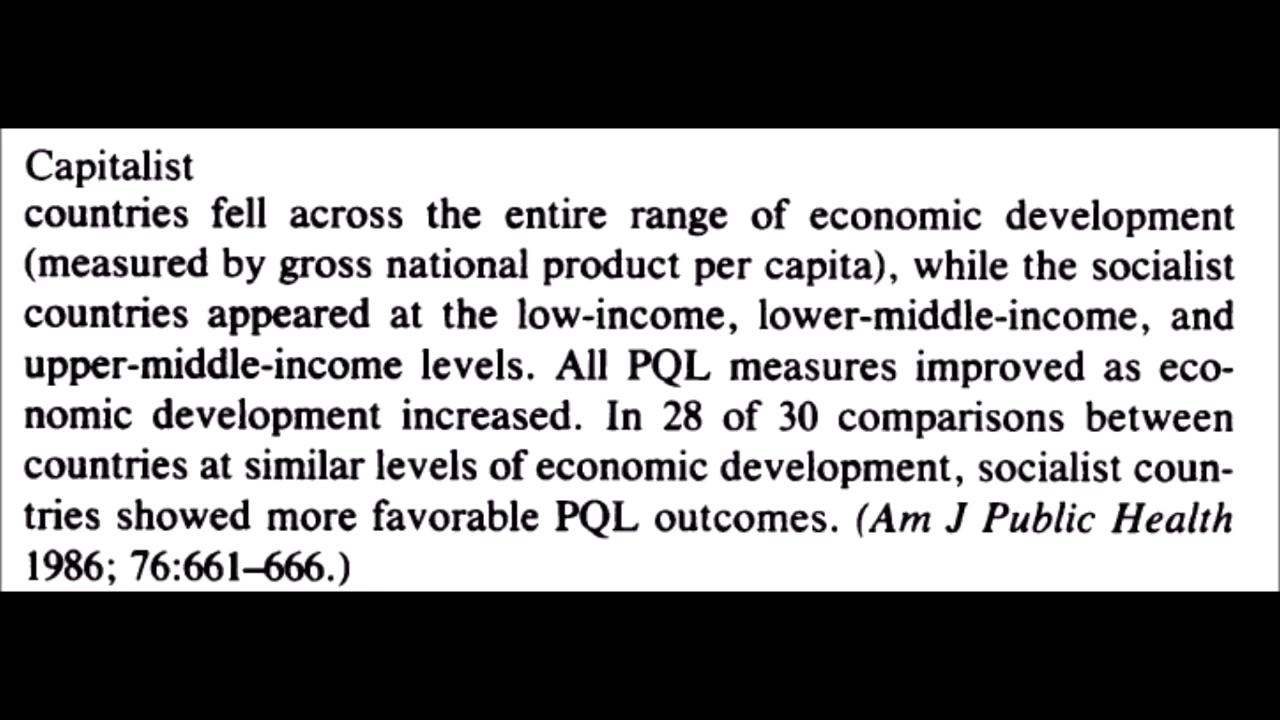 Capitalist
countries fell across the entire range of economic development
(measured by gross national product per capita), while the socialist
countries appeared at the low-income, lower-middle-income, and
upper-middle-income levels. All PQL measures improved as eco-
nomic development increased. In 28 of 30 comparisons between
countries at similar levels of economic development, socialist coun-
tries showed more favorable PQL outcomes. (Am J Public Health
1986; 76:661–666.)